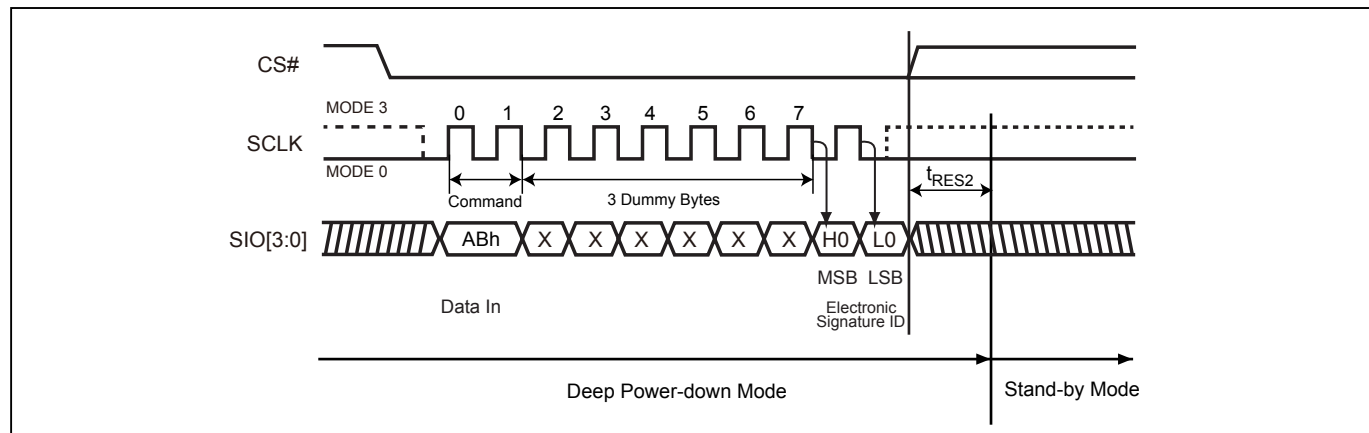 CS#
MODE 3
0 1 2 3 4 5 6 7
SCLK
MODE 0
tRES2
Command
3 Dummy Bytes
SIO[3:0]
ABh X X X X X X H0 L0
MSB LSB
Data In
Electronic
Signature ID
Deep Power-down Mode
Stand-by Mode